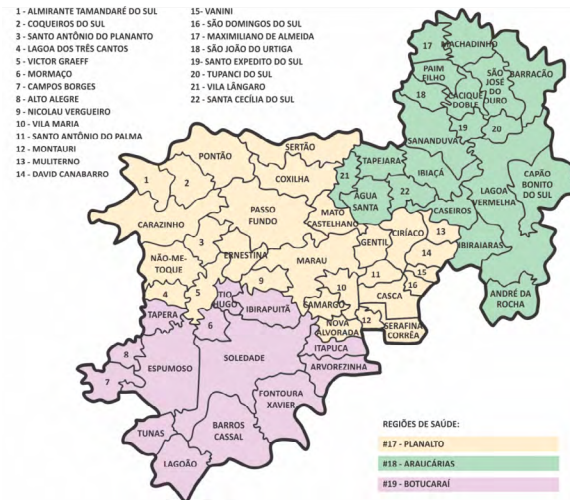 1 - ALMIRANTE TAMANDARÉ DO SUL
2 - COQUEIROS DO SUL
3 - SANTO ANTÔNIO DO PLANANTO
4 - LAGOA DOS TRÊS CANTOS
5 - VICTOR GRAEFF
6 - MORMAÇO
7 - CAMPOS BORGES
8 - ALTO ALEGRE
9 - NICOLAU VERGUEIRO
10 - VILA MARIA
11 - SANTO ANTÔNIO DO PALMA
12 - MONTAURI
13 - MULITERNO
14 - DAVID CANABARRO
15- VANINI
16 - SÃO DOMINGOS DO SUL
17 - MAXIMILIANO DE ALMEIDA
18 - SÃO JOÃO DO URTIGA
19- SANTO EXPEDITO DO SUL
20 - TUPANCI DO SUL
21 - VILA LÂNGARO
22 - SANTA CECÍLIA DO SUL
17
MACHADINHO
PAIM
FILHO
SÃO
JOSÉ
DO
OURO
BARRACÃO
18
CACIQUE
DOBLE
19
20
SANANDUVA
SERTÃO
PONTÃO
TAPEJARA
21
COXILHA
IBIAÇÁ
CAPÃO
BONITO
DO SUL
1
2
ÁGUA
SANTA
22
LAGOA
VERMELHA
PASSO
FUNDO
MATO
CASTELHANO
CASEIROS
CARAZINHO
CIRÍACO
13
3
GENTIL
IBIRAIARAS
NÃO-ME-
TOQUE
ERNESTINA
MARAU
14
11
15
9
10
16
ANDRÉ DA
ROCHA
4
5
TIO
HUGO
CASCA
TAPERA
IBIRAPUITÃ
CAMARGO
6
12
NOVA
ALVORADA
SERAFINA
CORRÊA
8
SOLEDADE
ITAPUCA
ESPUMOSO
ARVOREZINHA
7
FONTOURA
XAVIER
BARROS
CASSAL
TUNAS
LAGOÃO
REGIÕES DE SAÚDE:
#17 - PLANALTO
#18 - ARAUCÁRIAS
#19 - BOTUCARAÍ